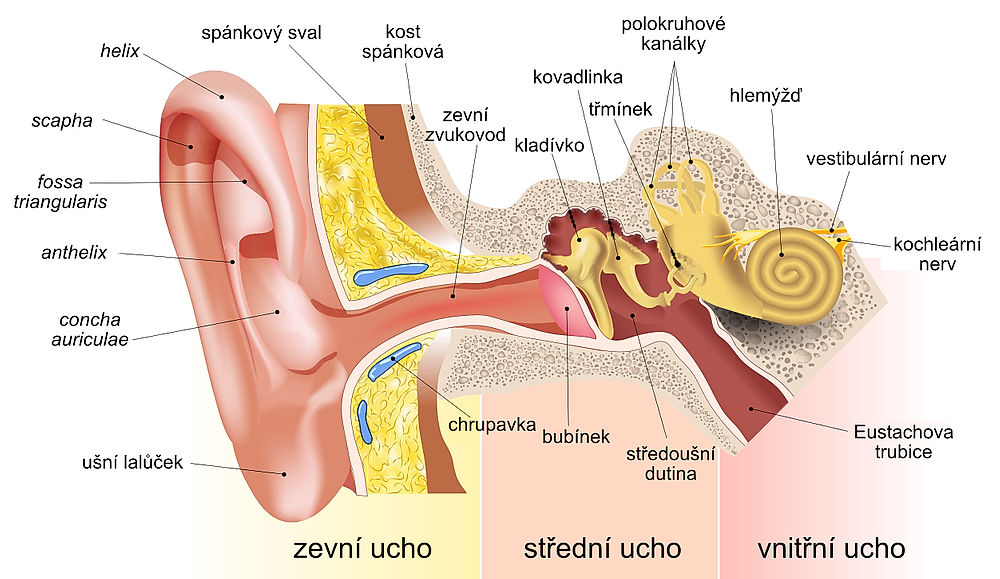 helix
scapha
fossa
triangularis
anthelix
concha
auriculae
ušní lalůček
spánkový sval
kost
spánková
zevní
zvukovod
kladívko
kovadlinka
třmínek
polokruhové
kanálky
hlemýžď
vestibulární nerv
kochleární
nerv
chrupavka
bubínek
středoušní
dutina
Eustachova
trubice
zevní ucho
střední ucho
vnitřní ucho